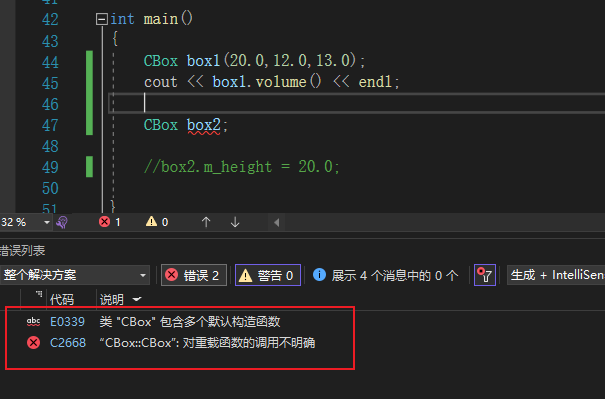 41
42 int main()
43 {
44 CBox box1(20.0,12.0,13.0);
45 cout << box1.volume() << endl;
46
47 CBox box2;
48
49 //box2.m_height = 20.0;
50
51 }
32 % 1 0
错误列表
整个解决方案 错误 2 警告 0 展示 4 个消息中的 0 个 生成 + IntelliSens
代码 说明
abc E0339 类 "CBox" 包含多个默认构造函数
C2668 “CBox::CBox”: 对重载函数的调用不明确